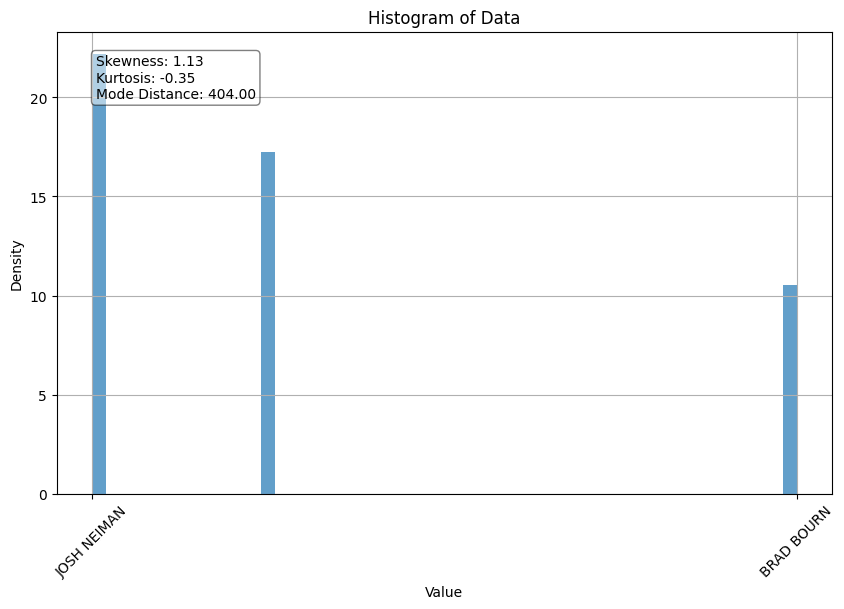 Histogram of Data
Skewness: 1.13
Kurtosis: -0.35
Mode Distance: 404.00
20
15
10
5
0
Density
JOSH NEIMAN
BRAD BOURN
Value